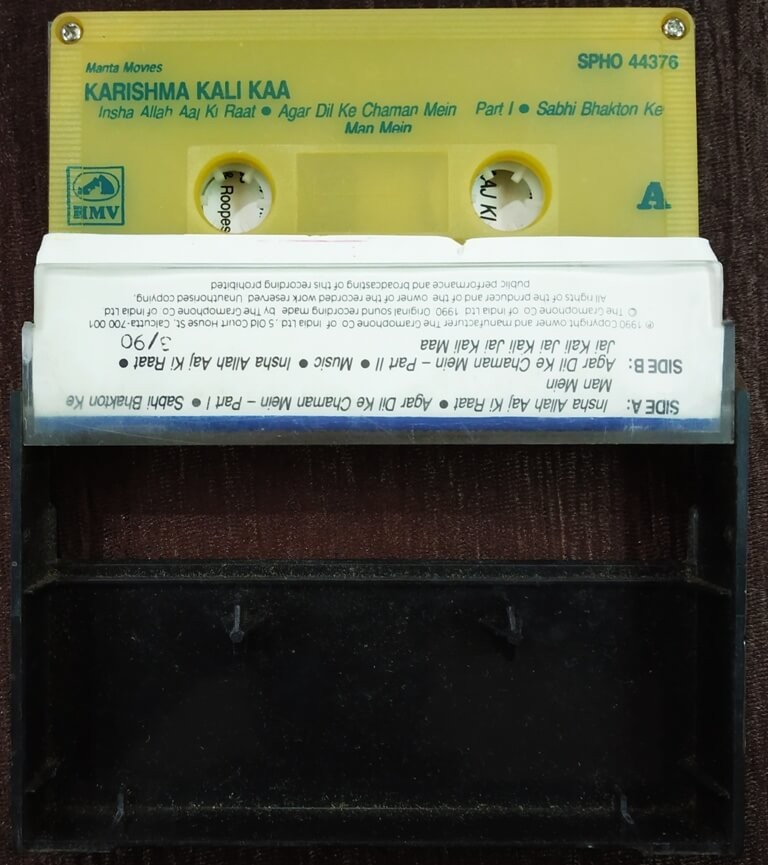 Manta Movies
SPHO 44376
KARISHMA KALI KAA
Insha Allah Aaj Ki Raat • Agar Dil Ke Chaman Mein Part I • Sabhi Bhakton Ke
Man Mein
HMV
A
Roopes
AJ KI
SIDE A: Insha Allah Aaj Ki Raat • Agar Dil Ke Chaman Mein – Part I • Sabhi Bhakton Ke
Man Mein
SIDE B: Agar Dil Ke Chaman Mein – Part II • Music • Insha Allah Aaj Ki Raat •
Jai Kali Jai Kali Jai Kali Maa
3/90
℗ 1990 Copyright owner and manufacturer The Gramophone Co. of India Ltd., 5, Old Court House St. Calcutta-700 001
© The Gramophone Co of India Ltd 1990 Original sound recording made by The Gramophone Co of India Ltd
All rights of the producer and of the owner of the recorded work reserved Unauthorised copying,
public performance and broadcasting of this recording prohibited